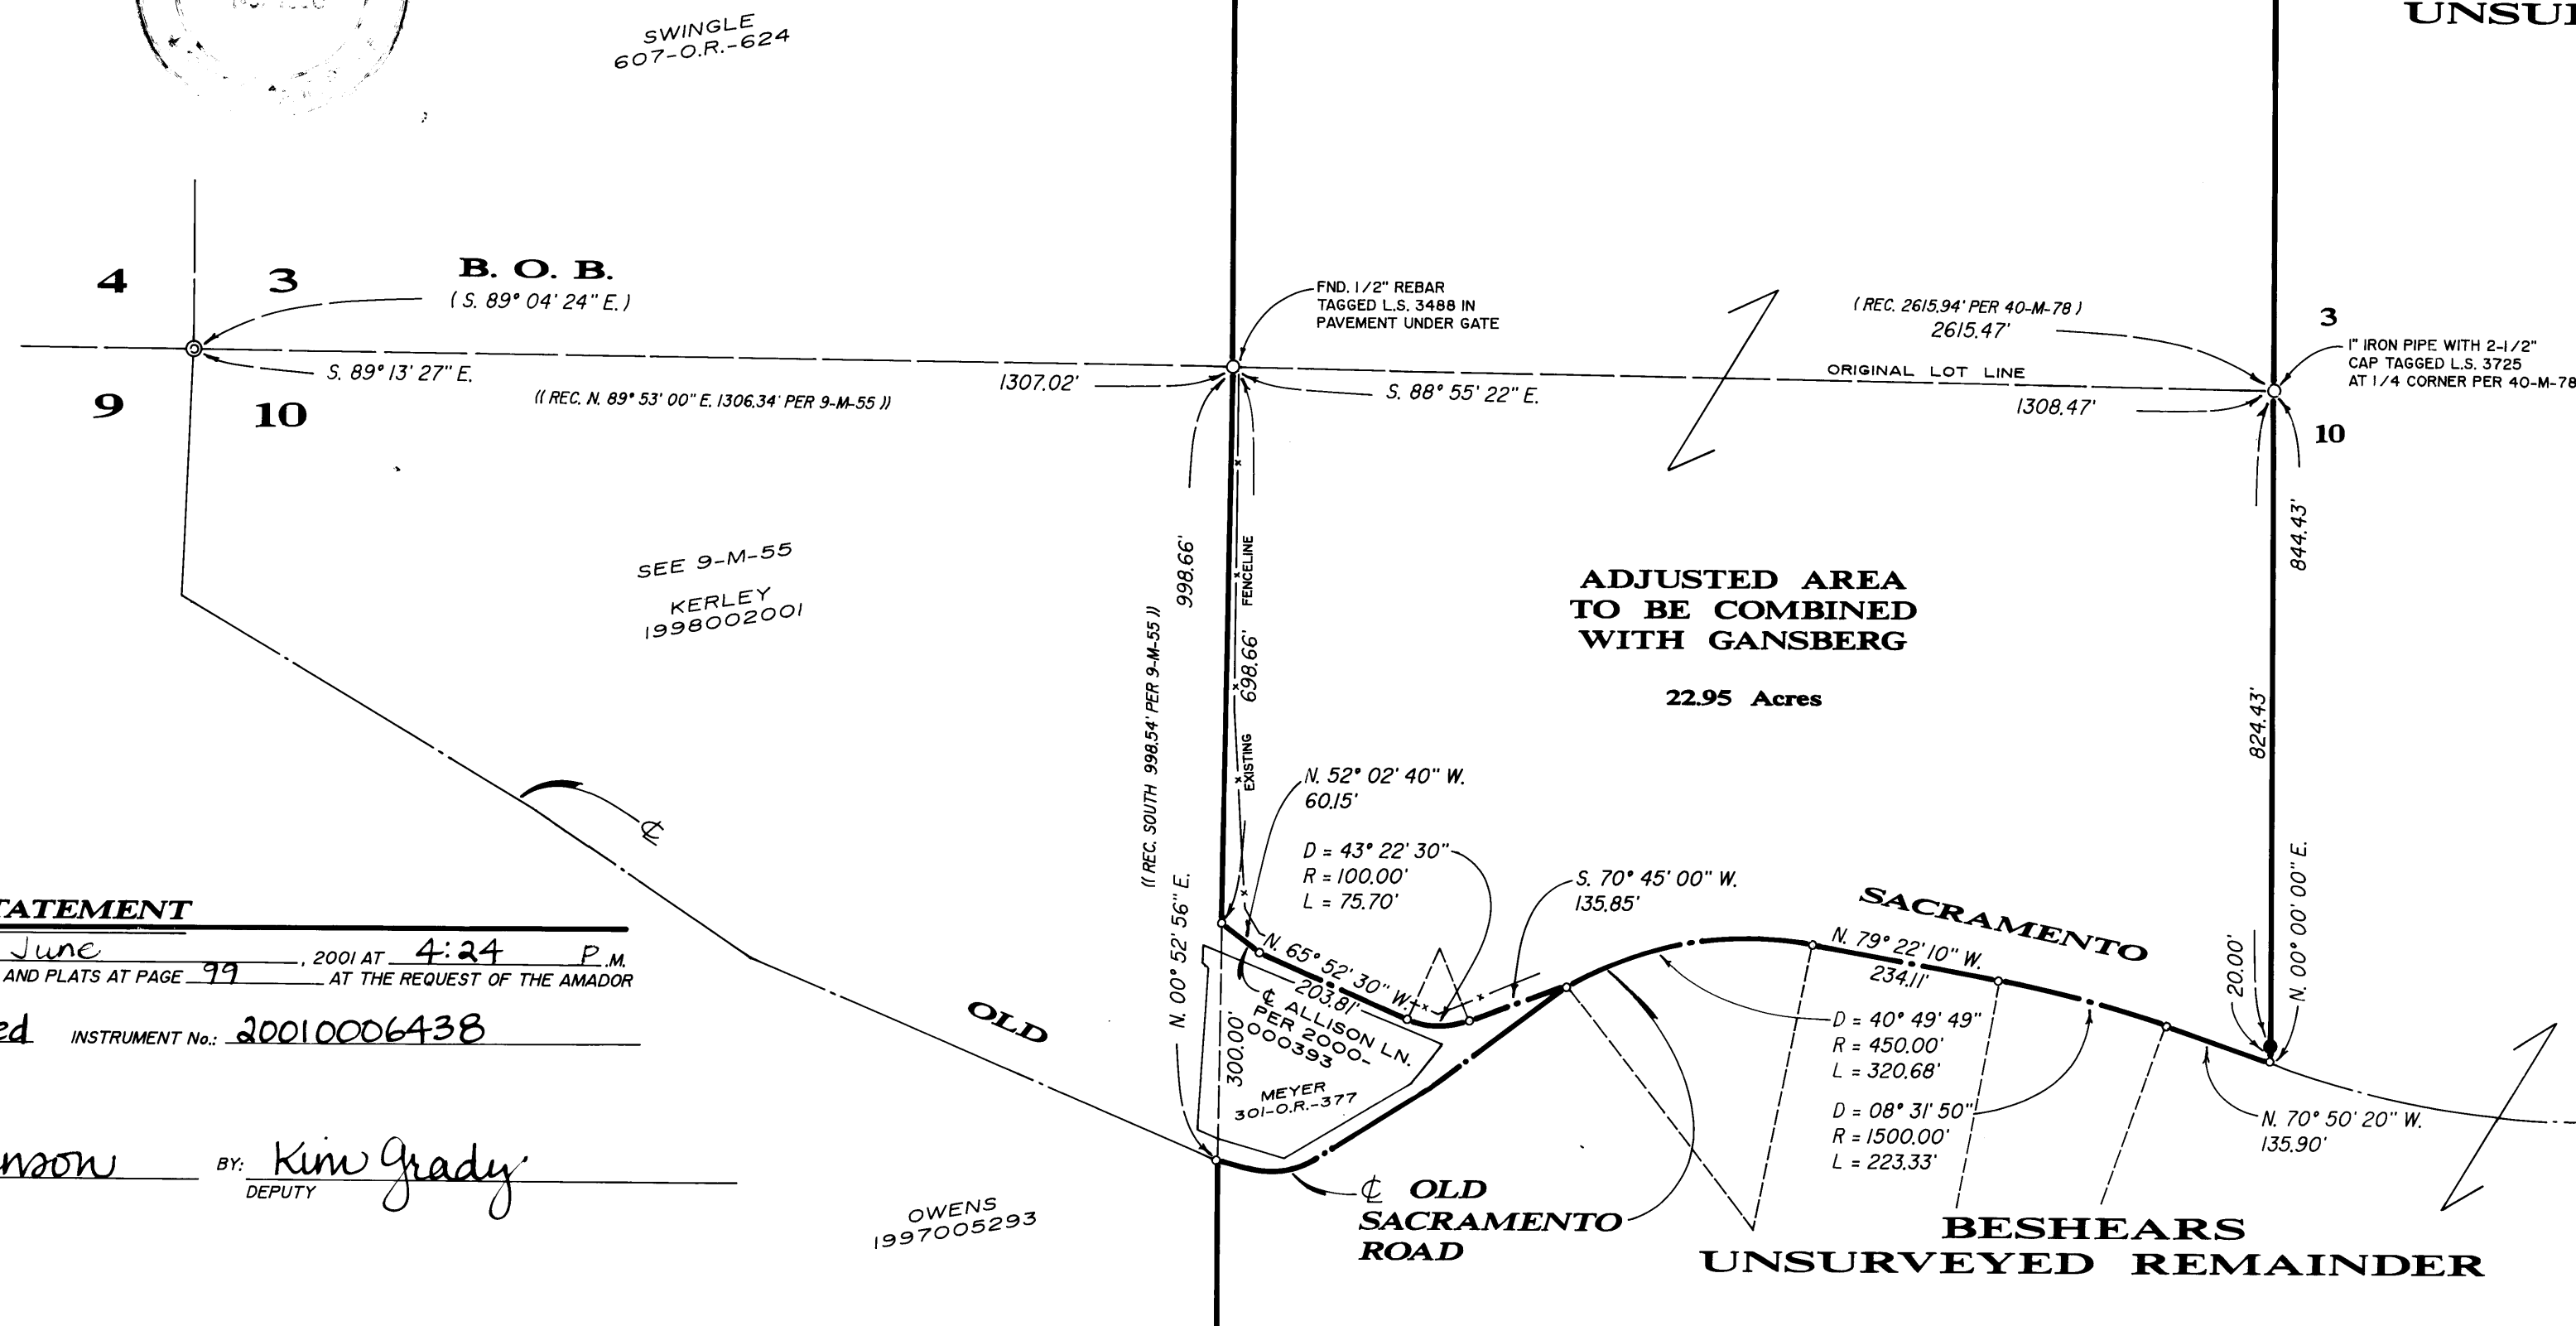 SWINGLE
607-O.R.-624
4
3
B. O. B.
( S. 89° 04' 24" E. )
9
10
S. 89° 13' 27" E.
(( REC. N. 89° 53' 00" E. 1306.34' PER 9-M-55 ))
1307.02'
FND. 1/2" REBAR
TAGGED L.S. 3488 IN
PAVEMENT UNDER GATE
S. 88° 55' 22" E.
( REC. 2615.94' PER 40-M-78 )
2615.47'
ORIGINAL LOT LINE
1308.47'
3
10
1" IRON PIPE WITH 2-1/2"
CAP TAGGED L.S. 3725
AT 1/4 CORNER PER 40-M-78
SEE 9-M-55
KERLEY
1998002001
998.66'
(( REC. SOUTH 998.54' PER 9-M-55 ))
N. 00° 52' 56" E.
EXISTING 698.66' FENCELINE
300.00'
ADJUSTED AREA
TO BE COMBINED
WITH GANSBERG
22.95 Acres
844.43'
824.43'
20.00'
N. 00° 00' 00" E.
N. 52° 02' 40" W.
60.15'
D = 43° 22' 30"
R = 100.00'
L = 75.70'
S. 70° 45' 00" W.
135.85'
N. 65° 52' 30" W.
203.81'
℄ ALLISON LN.
PER 2000-
000393
MEYER
301-O.R.-377
℄
OLD
SACRAMENTO
N. 79° 22' 10" W.
234.11'
D = 40° 49' 49"
R = 450.00'
L = 320.68'
D = 08° 31' 50"
R = 1500.00'
L = 223.33'
N. 70° 50' 20" W.
135.90'
℄ OLD
SACRAMENTO
ROAD
BESHEARS
UNSURVEYED REMAINDER
OWENS
1997005293
TATEMENT
June , 2001 AT 4:24 P.M.
AND PLATS AT PAGE 99 AT THE REQUEST OF THE AMADOR
ed INSTRUMENT No.: 20010006438
nson BY: Kim Grady
DEPUTY